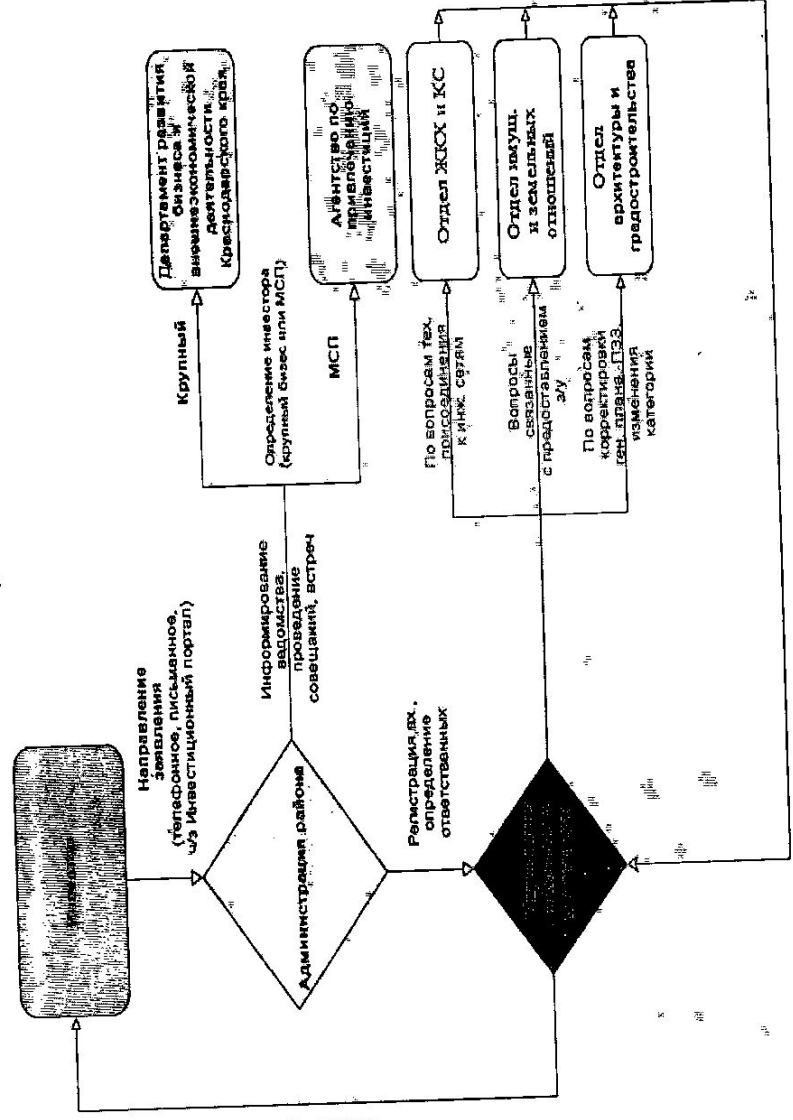 Направление
заявления
(телефонное, письманное,
ч/з Инвестиционный портал)
Администрация района
Информирование
ведомства,
проведение
совещаний, встреч
Определение инвестора
(крупный бизнес или МСП)
Крупный
МСП
Департамент развития
бизнеса и
внешнеэкономической
деятельности
Краснодарского края
Агентство по
привлечению
инвестиций
Регистрация вх.,
определение
ответственных
По вопросам тех,
присоединения
к инж. сетям
Отдел ЖКХ и КС
Вопросы
связанные
с предоставлением
з/у
Отдел имущ.
и земельных
отношений
По вопросам
корректировки
ген. плана, ПЗЗ,
изменения
категорий
Отдел
архитектуры и
градостроительства